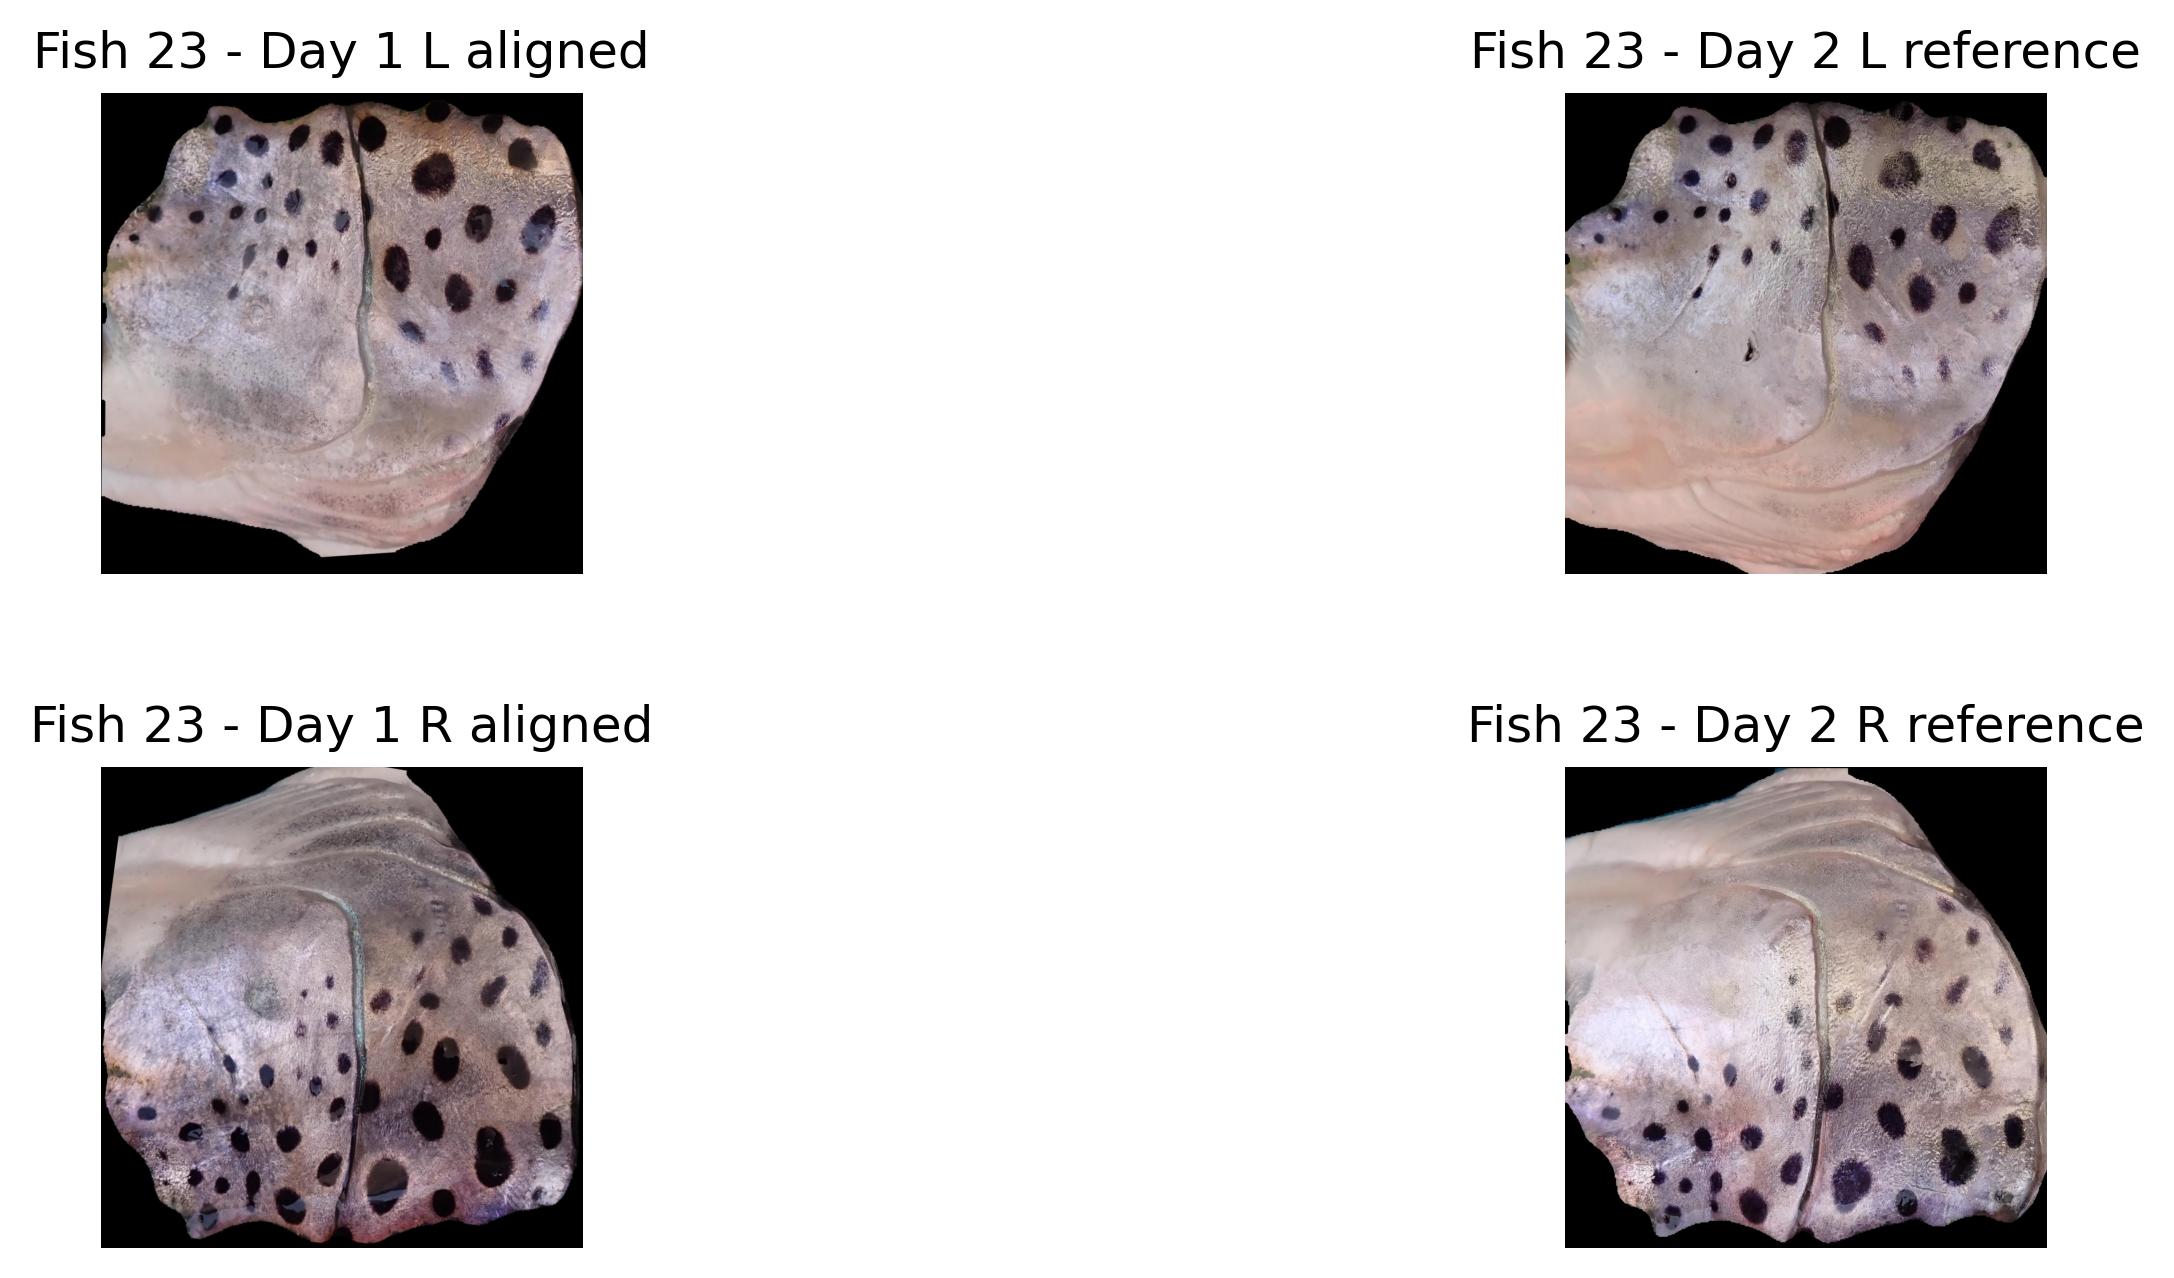 Fish 23 - Day 1 L aligned
Fish 23 - Day 2 L reference
Fish 23 - Day 1 R aligned
Fish 23 - Day 2 R reference